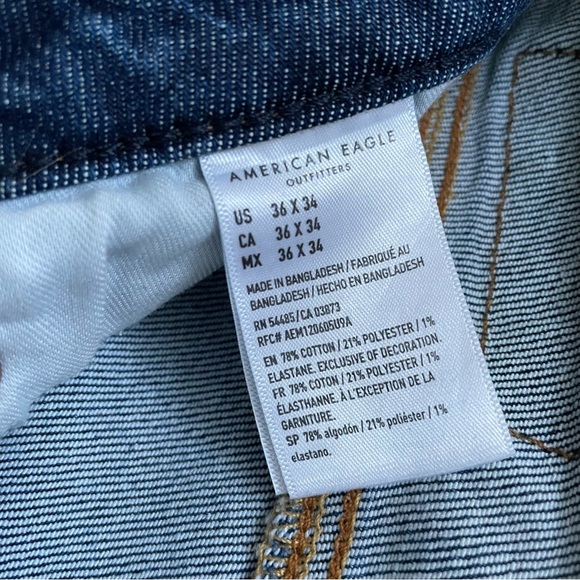 AMERICAN EAGLE
OUTFITTERS
US 36 X 34
CA 36 X 34
MX 36 X 34
MADE IN BANGLADESH / FABRIQUÉ AU
BANGLADESH / HECHO EN BANGLADESH
RN 54485/CA 03873
RFC# AEM120605U9A
EN 78% COTTON / 21% POLYESTER / 1%
ELASTANE. EXCLUSIVE OF DECORATION.
FR 78% COTON / 21% POLYESTER / 1%
ÉLASTHANNE. À L'EXCEPTION DE LA
GARNITURE.
SP 78% algodón / 21% poliéster / 1%
elastano.